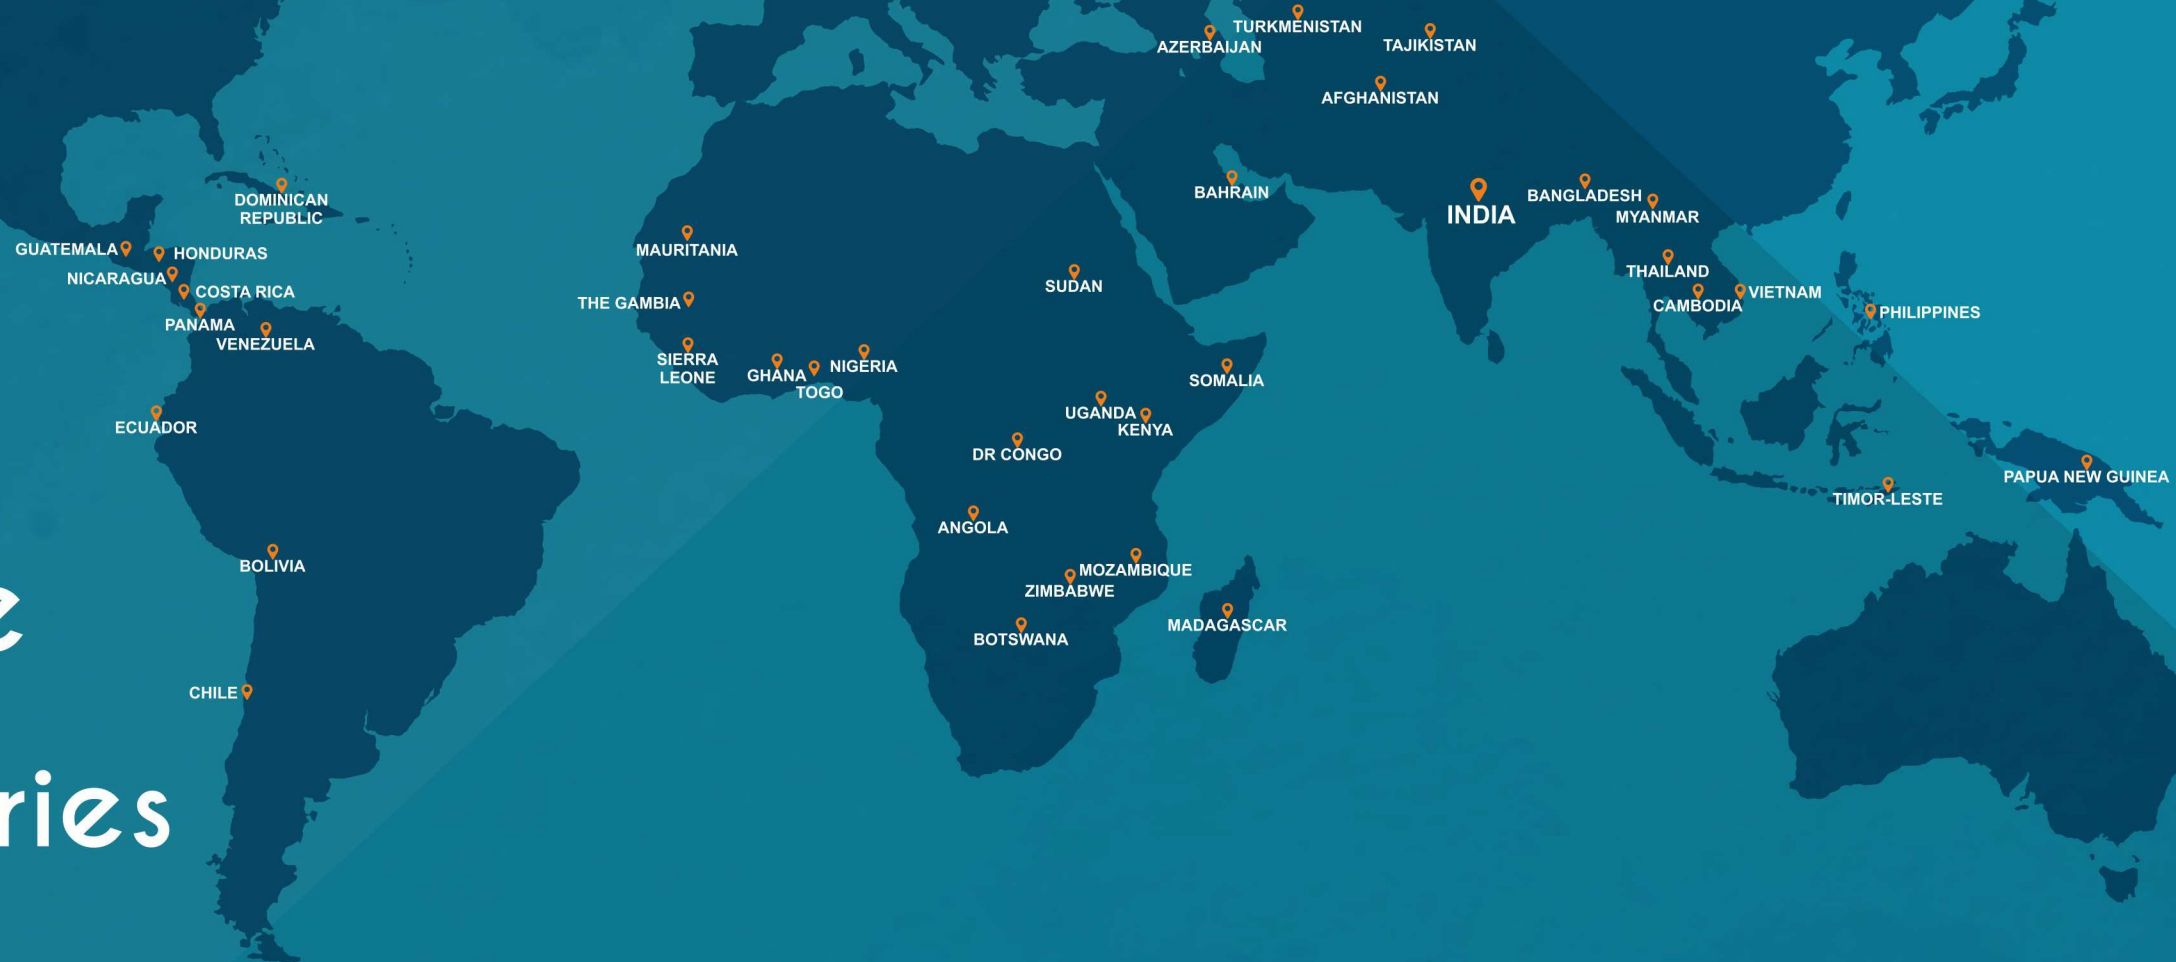 TURKMENISTAN
AZERBAIJAN
TAJIKISTAN
AFGHANISTAN
BAHRAIN
INDIA
BANGLADESH
MYANMAR
THAILAND
CAMBODIA
VIETNAM
PHILIPPINES
PAPUA NEW GUINEA
TIMOR-LESTE
DOMINICAN
REPUBLIC
GUATEMALA
HONDURAS
NICARAGUA
COSTA RICA
PANAMA
VENEZUELA
ECUADOR
BOLIVIA
CHILE
MAURITANIA
THE GAMBIA
SIERRA
LEONE
GHANA
TOGO
NIGERIA
SUDAN
SOMALIA
UGANDA
KENYA
DR CONGO
ANGOLA
MOZAMBIQUE
ZIMBABWE
BOTSWANA
MADAGASCAR
e
ries